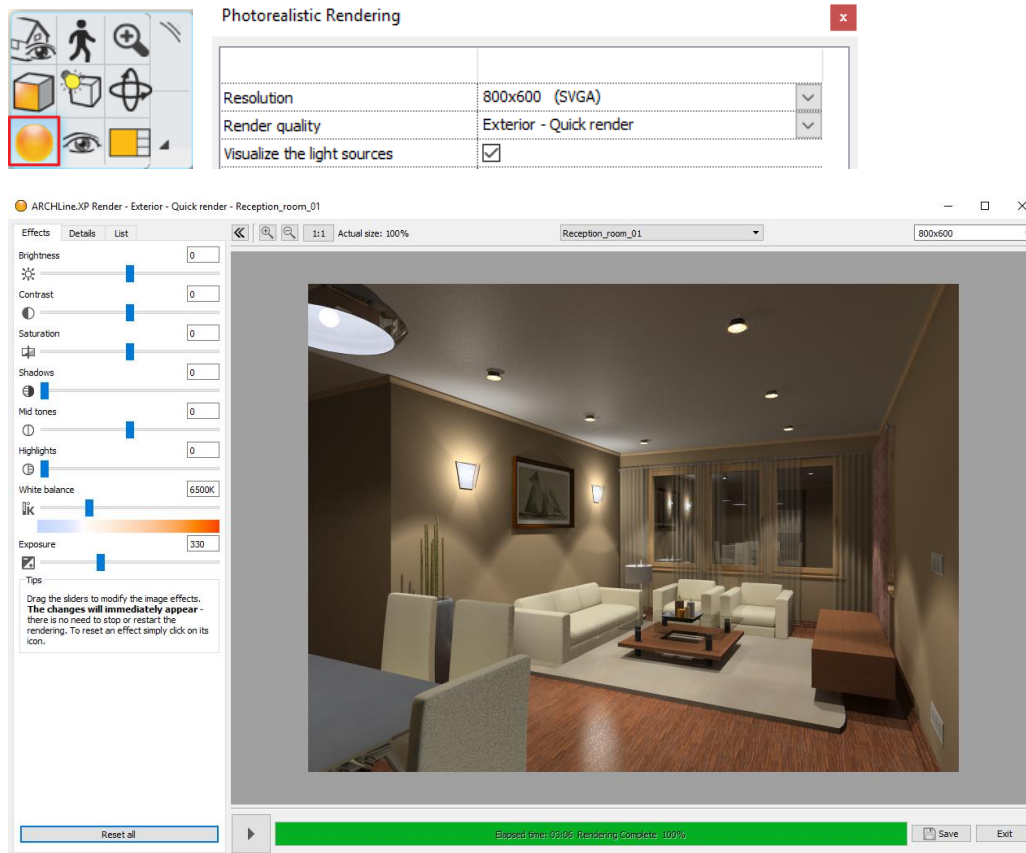 Photorealistic Rendering
x
Resolution 800x600 (SVGA)
Render quality Exterior - Quick render
Visualize the light sources
ARCHLine.XP Render - Exterior - Quick render - Reception_room_01
Effects Details List
1:1 Actual size: 100% Reception_room_01 800x600
Brightness 0
Contrast 0
Saturation 0
Shadows 0
Mid tones 0
Highlights 0
White balance 6500K
K
Exposure 330
Tips
Drag the sliders to modify the image effects.
The changes will immediately appear -
there is no need to stop or restart the
rendering. To reset an effect simply click on its
icon.
Reset all
Elapsed time: 03:06 Rendering Complete 100%
Save Exit